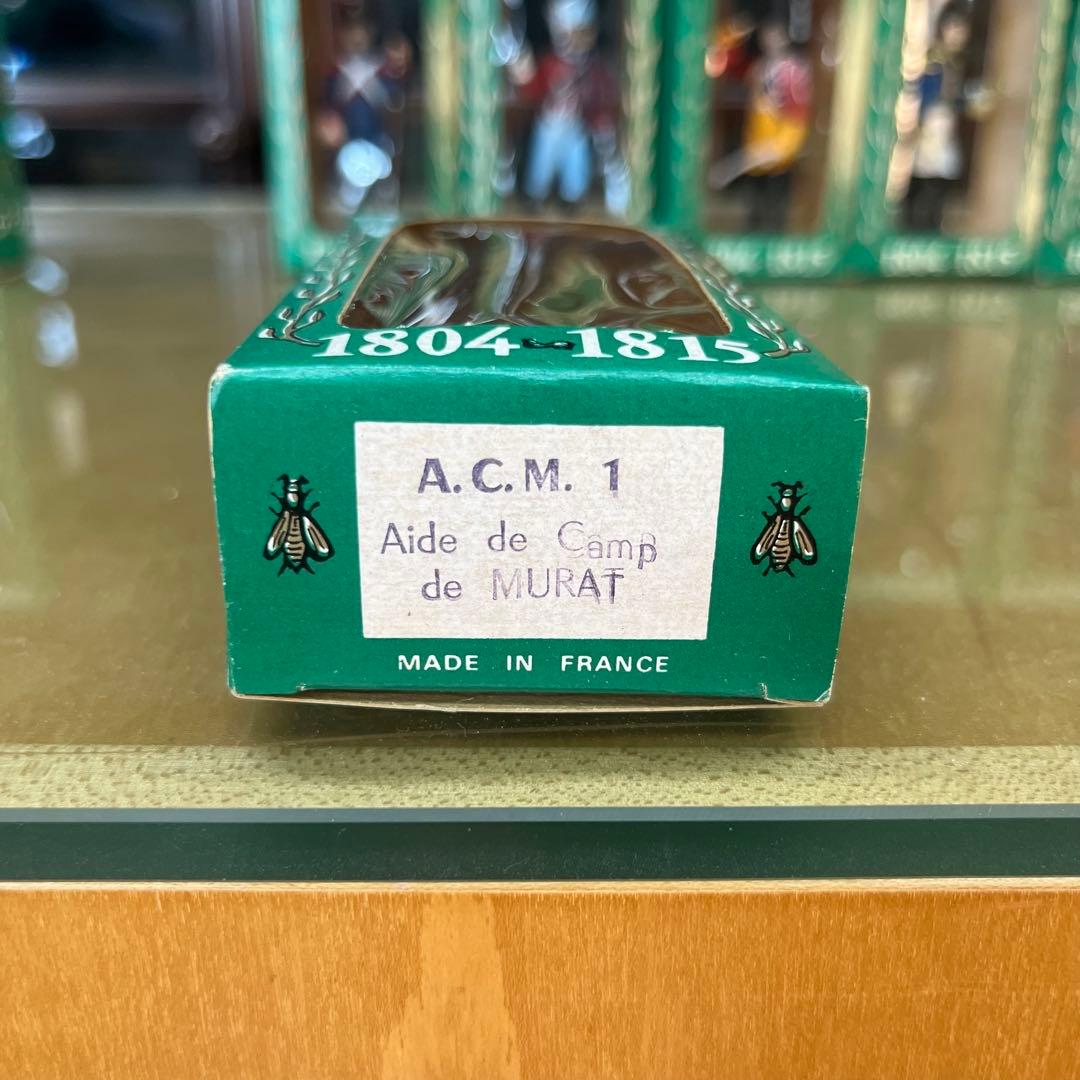 1804-1815
A.C.M. 1
Aide de Camp
de MURAT
MADE IN FRANCE